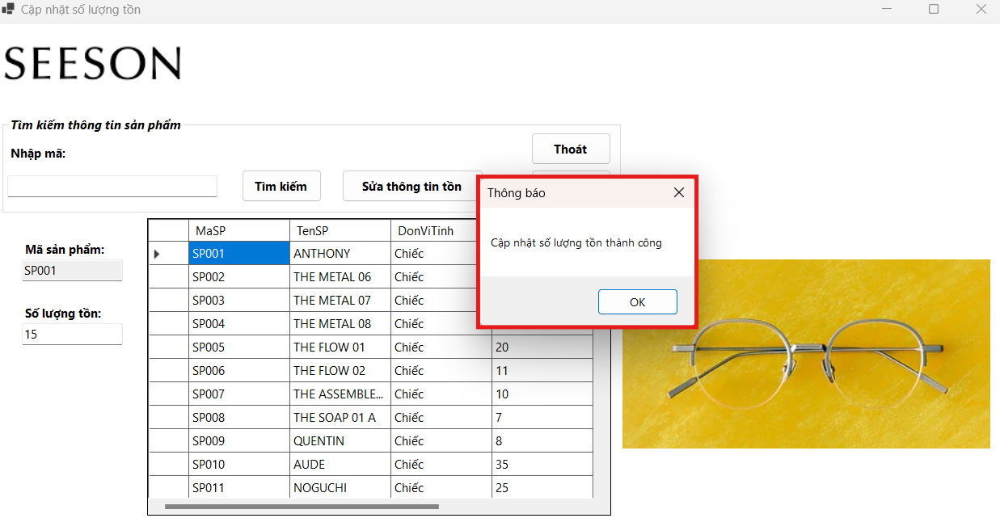 Cập nhật số lượng tồn
SEESON
Tìm kiếm thông tin sản phẩm
Nhập mã:
Thoát
Tìm kiếm
Sửa thông tin tồn
Thông báo
Cập nhật số lượng tồn thành công
OK
Mã sản phẩm:
SP001
Số lượng tồn:
15
MaSP TenSP DonViTinh
SP001 ANTHONY Chiếc
SP002 THE METAL 06 Chiếc
SP003 THE METAL 07 Chiếc
SP004 THE METAL 08 Chiếc
SP005 THE FLOW 01 Chiếc 20
SP006 THE FLOW 02 Chiếc 11
SP007 THE ASSEMBLE... Chiếc 10
SP008 THE SOAP 01 A Chiếc 7
SP009 QUENTIN Chiếc 8
SP010 AUDE Chiếc 35
SP011 NOGUCHI Chiếc 25